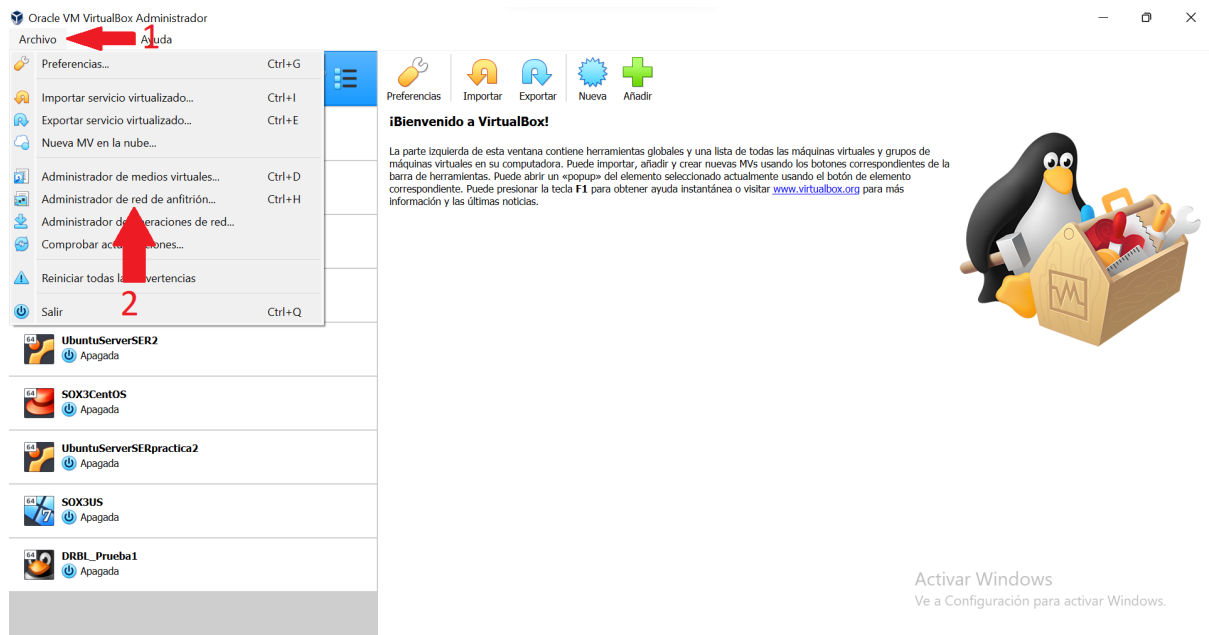 Oracle VM VirtualBox Administrador
Archivo
1
Ayuda
Preferencias... Ctrl+G
Importar servicio virtualizado... Ctrl+I
Exportar servicio virtualizado... Ctrl+E
Nueva MV en la nube...
Administrador de medios virtuales... Ctrl+D
Administrador de red de anfitrión... Ctrl+H
Administrador de red...
Comprobar
Reiniciar todas
2
Salir Ctrl+Q
Preferencias Importar Exportar Nueva Añadir
¡Bienvenido a VirtualBox!
La parte izquierda de esta ventana contiene herramientas globales y una lista de todas las máquinas virtuales y grupos de
máquinas virtuales en su computadora. Puede importar, añadir y crear nuevas MVs usando los botones correspondientes de la
barra de herramientas. Puede abrir un «popup» del elemento seleccionado actualmente usando el botón de elemento
correspondiente. Puede presionar la tecla F1 para obtener ayuda instantánea o visitar www.virtualbox.org para más
información y las últimas noticias.
64 UbuntuServerSER2
Apagada
64 SOX3CentOS
Apagada
64 UbuntuServerSERpractica2
Apagada
64 SOX3US
7
Apagada
64 DRBL_Prueba1
Apagada
Activar Windows
Ve a Configuración para activar Windows.